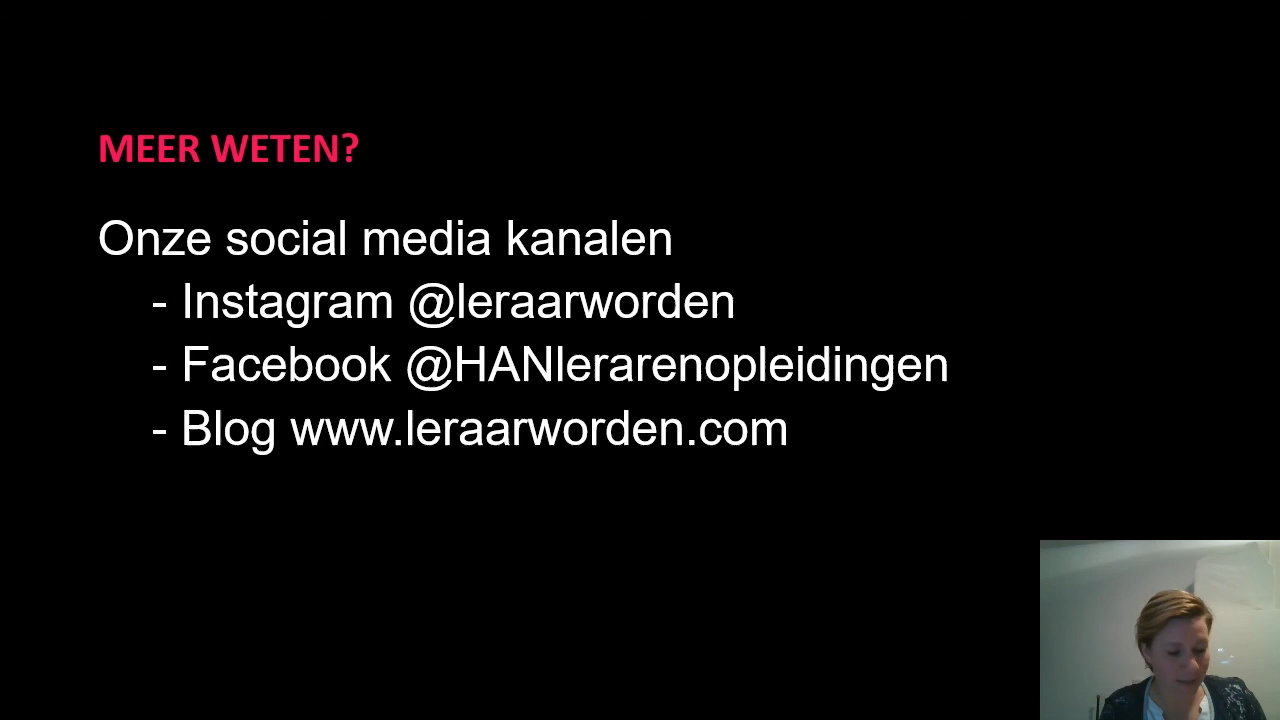 MEER WETEN?
Onze social media kanalen
- Instagram @leraarworden
- Facebook @HANlerarenopleidingen
- Blog www.leraarworden.com